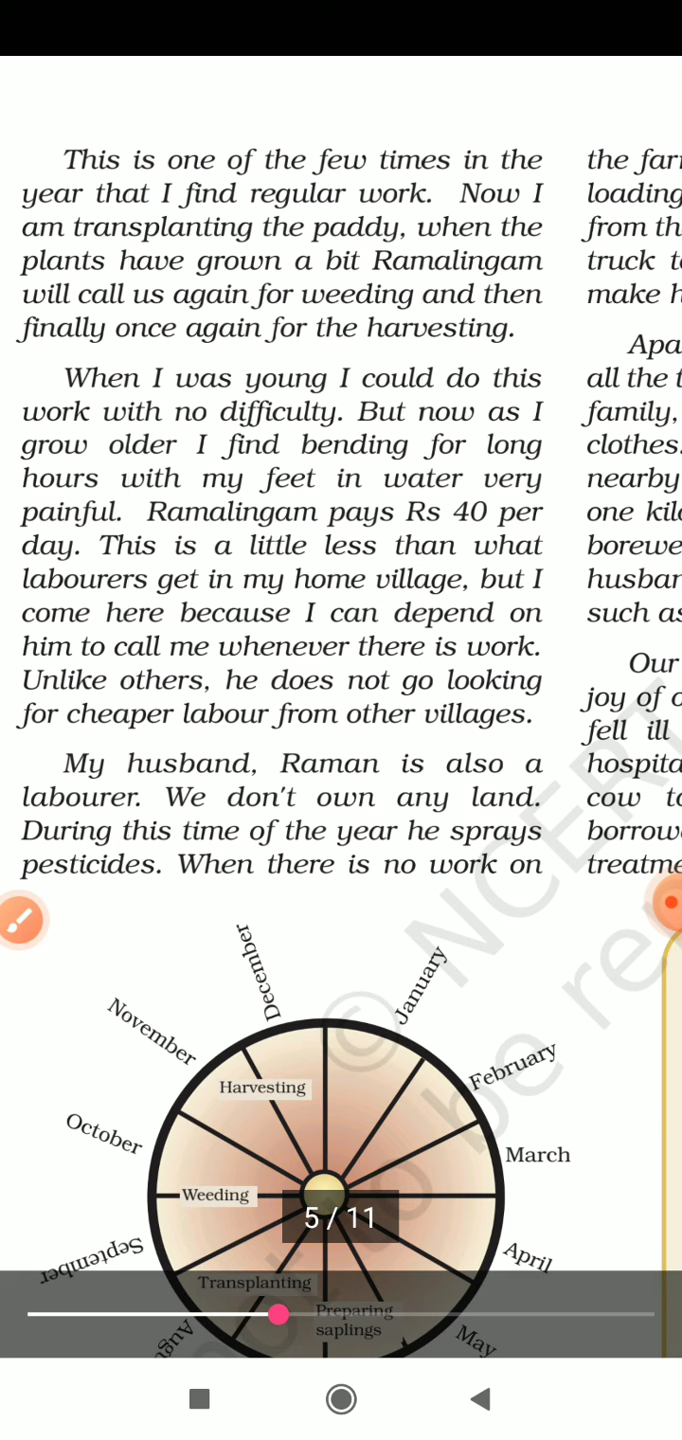 This is one of the few times in the
year that I find regular work. Now I
am transplanting the paddy, when the
plants have grown a bit Ramalingam
will call us again for weeding and then
finally once again for the harvesting.
When I was young I could do this
work with no difficulty. But now as I
grow older I find bending for long
hours with my feet in water very
painful. Ramalingam pays Rs 40 per
day. This is a little less than what
labourers get in my home village, but I
come here because I can depend on
him to call me whenever there is work.
Unlike others, he does not go looking
for cheaper labour from other villages.
My husband, Raman is also a
labourer. We don't own any land.
During this time of the year he sprays
pesticides. When there is no work on
the
loading
from
truck
make
all the
family,
clothes.
nearby
one
such as
Our
joy of
fell ill
cow
December
January
November
February
Harvesting
October
March
Weeding
5 / 11
September
April
Transplanting
Preparing
saplings
May
© NCERT
to be